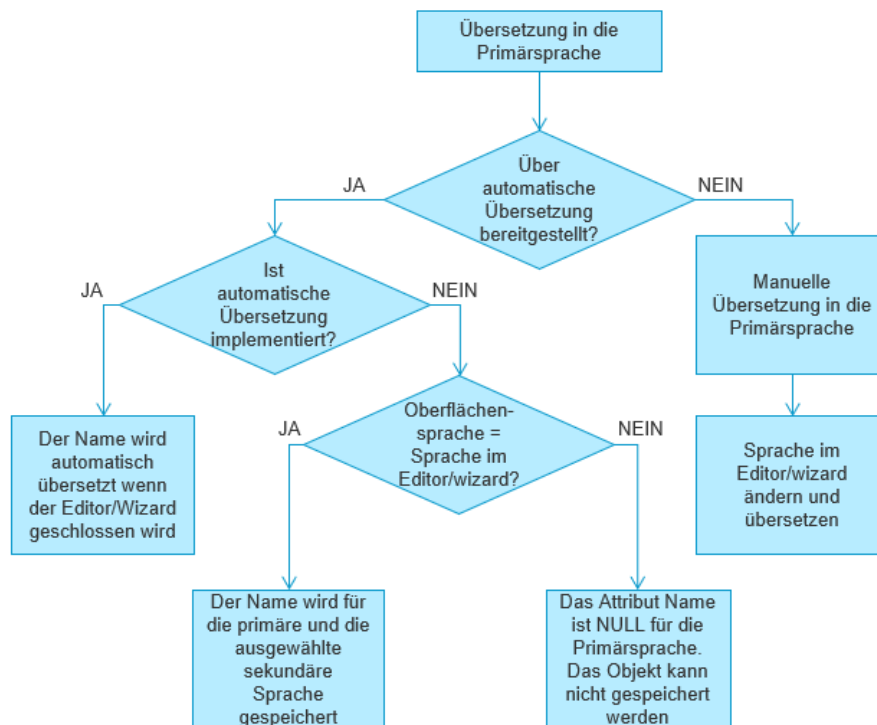 Übersetzung in die
Primärsprache
Über
automatische
Übersetzung
bereitgestellt?
JA
NEIN
Ist
automatische
Übersetzung
implementiert?
JA
NEIN
Manuelle
Übersetzung in die
Primärsprache
Oberflächen-
sprache =
Sprache im
Editor/wizard?
JA
NEIN
Der Name wird
automatisch
übersetzt wenn
der Editor/Wizard
geschlossen wird
Sprache im
Editor/wizard
ändern und
übersetzen
Der Name wird für
die primäre und die
ausgewählte
sekundäre
Sprache
gespeichert
Das Attribut Name
ist NULL für die
Primärsprache.
Das Objekt kann
nicht gespeichert
werden